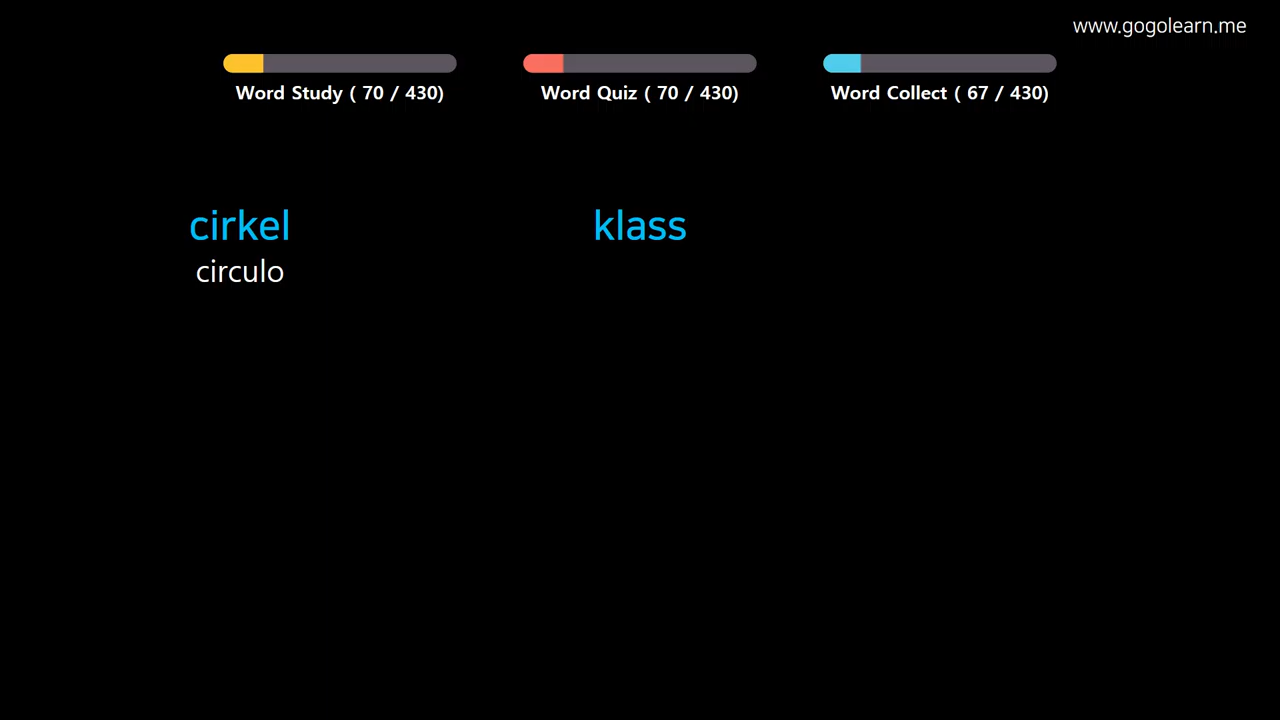 www.gogolearn.me
Word Study ( 70 / 430)
Word Quiz ( 70 / 430)
Word Collect ( 67 / 430)
cirkel
klass
circulo